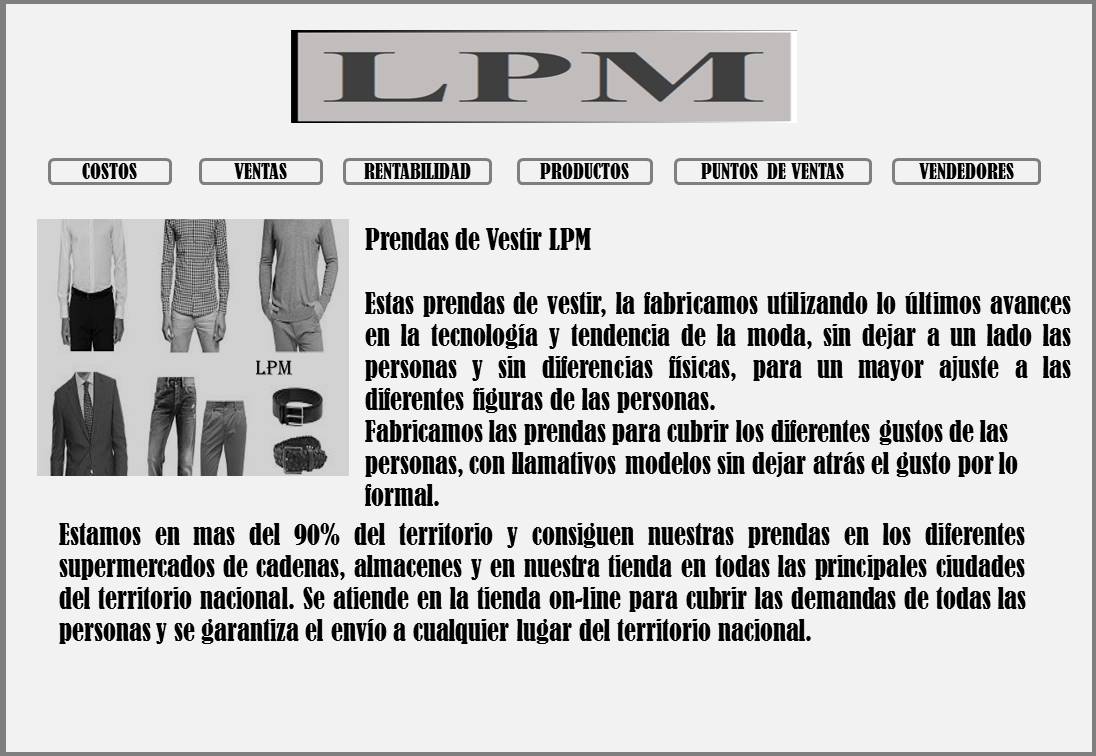 LPM
COSTOS
VENTAS
RENTABILIDAD
PRODUCTOS
PUNTOS DE VENTAS
VENDEDORES
LPM
Prendas de Vestir LPM
Estas prendas de vestir, la fabricamos utilizando lo últimos avances
en la tecnología y tendencia de la moda, sin dejar a un lado las
personas y sin diferencias físicas, para un mayor ajuste a las
diferentes figuras de las personas.
Fabricamos las prendas para cubrir los diferentes gustos de las
personas, con llamativos modelos sin dejar atrás el gusto por lo
formal.
Estamos en mas del 90% del territorio y consiguen nuestras prendas en los diferentes
supermercados de cadenas, almacenes y en nuestra tienda en todas las principales ciudades
del territorio nacional. Se atiende en la tienda on-line para cubrir las demandas de todas las
personas y se garantiza el envío a cualquier lugar del territorio nacional.